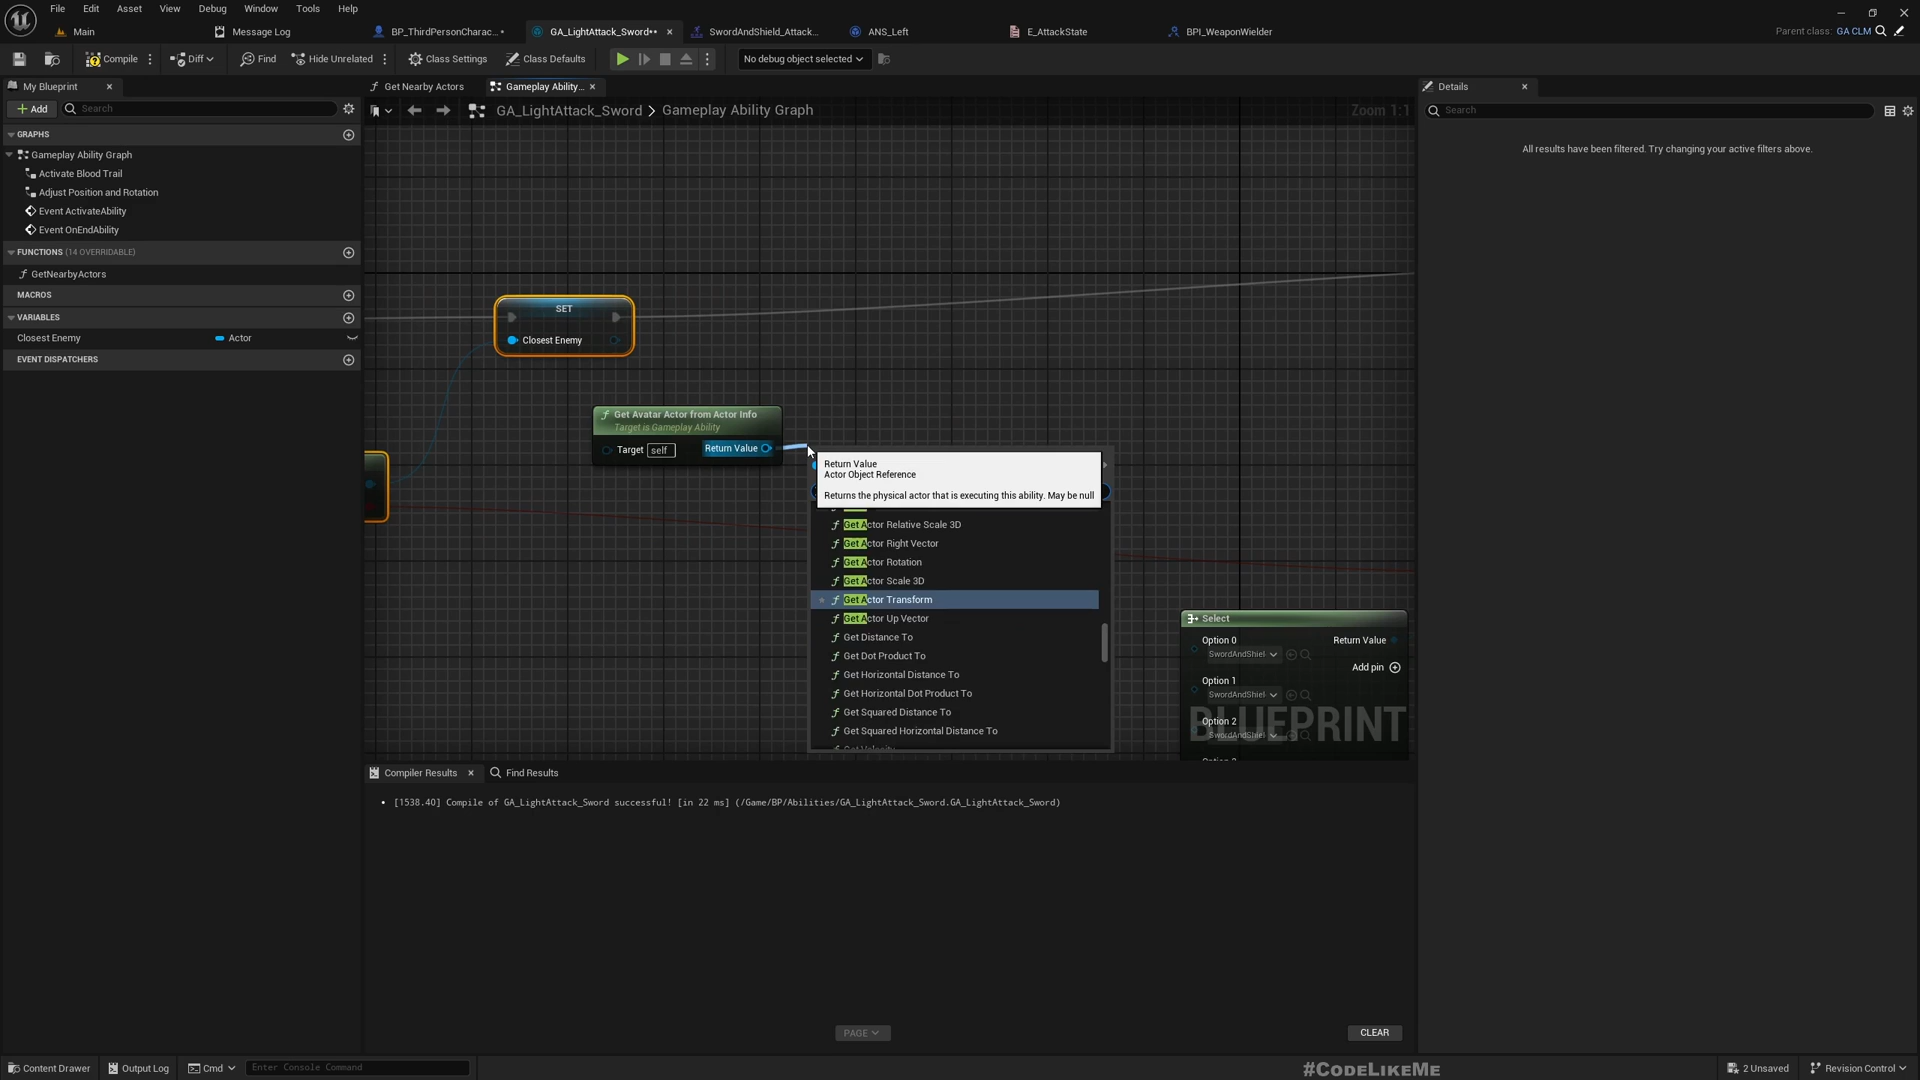 File Edit Asset View Debug Window Tools Help
Main
Message Log
BP_ThirdPersonCharac...
GA_LightAttack_Sword
SwordAndShield_Attack...
ANS_Left
E_AttackState
BPI_WeaponWielder
Parent class: GA CLM
Compile
Diff
Find
Hide Unrelated
Class Settings
Class Defaults
No debug object selected
My Blueprint
Get Nearby Actors
Gameplay Ability...
Details
Add
Search
GA_LightAttack_Sword > Gameplay Ability Graph
Zoom 1:1
Search
GRAPHS
Gameplay Ability Graph
Activate Blood Trail
Adjust Position and Rotation
Event ActivateAbility
Event OnEndAbility
FUNCTIONS (14 OVERRIDABLE)
GetNearbyActors
MACROS
VARIABLES
Closest Enemy Actor
EVENT DISPATCHERS
All results have been filtered. Try changing your active filters above.
SET
Closest Enemy
Get Avatar Actor from Actor Info
Target is Gameplay Ability
Target self Return Value
Return Value
Actor Object Reference
Returns the physical actor that is executing this ability. May be null
Get Actor Relative Scale 3D
Get Actor Right Vector
Get Actor Rotation
Get Actor Scale 3D
Get Actor Transform
Get Actor Up Vector
Get Distance To
Get Dot Product To
Get Horizontal Distance To
Get Horizontal Dot Product To
Get Squared Distance To
Get Squared Horizontal Distance To
Get Velocity
Select
Option 0 Return Value
SwordAndShiel
Add pin
Option 1
SwordAndShiel
Option 2
SwordAndShiel
BLUEPRINT
Compiler Results
Find Results
[1538.40] Compile of GA_LightAttack_Sword successful! [in 22 ms] (/Game/BP/Abilities/GA_LightAttack_Sword.GA_LightAttack_Sword)
PAGE
CLEAR
Content Drawer
Output Log
Cmd
Enter Console Command
#CodeLikeMe
2 Unsaved
Revision Control